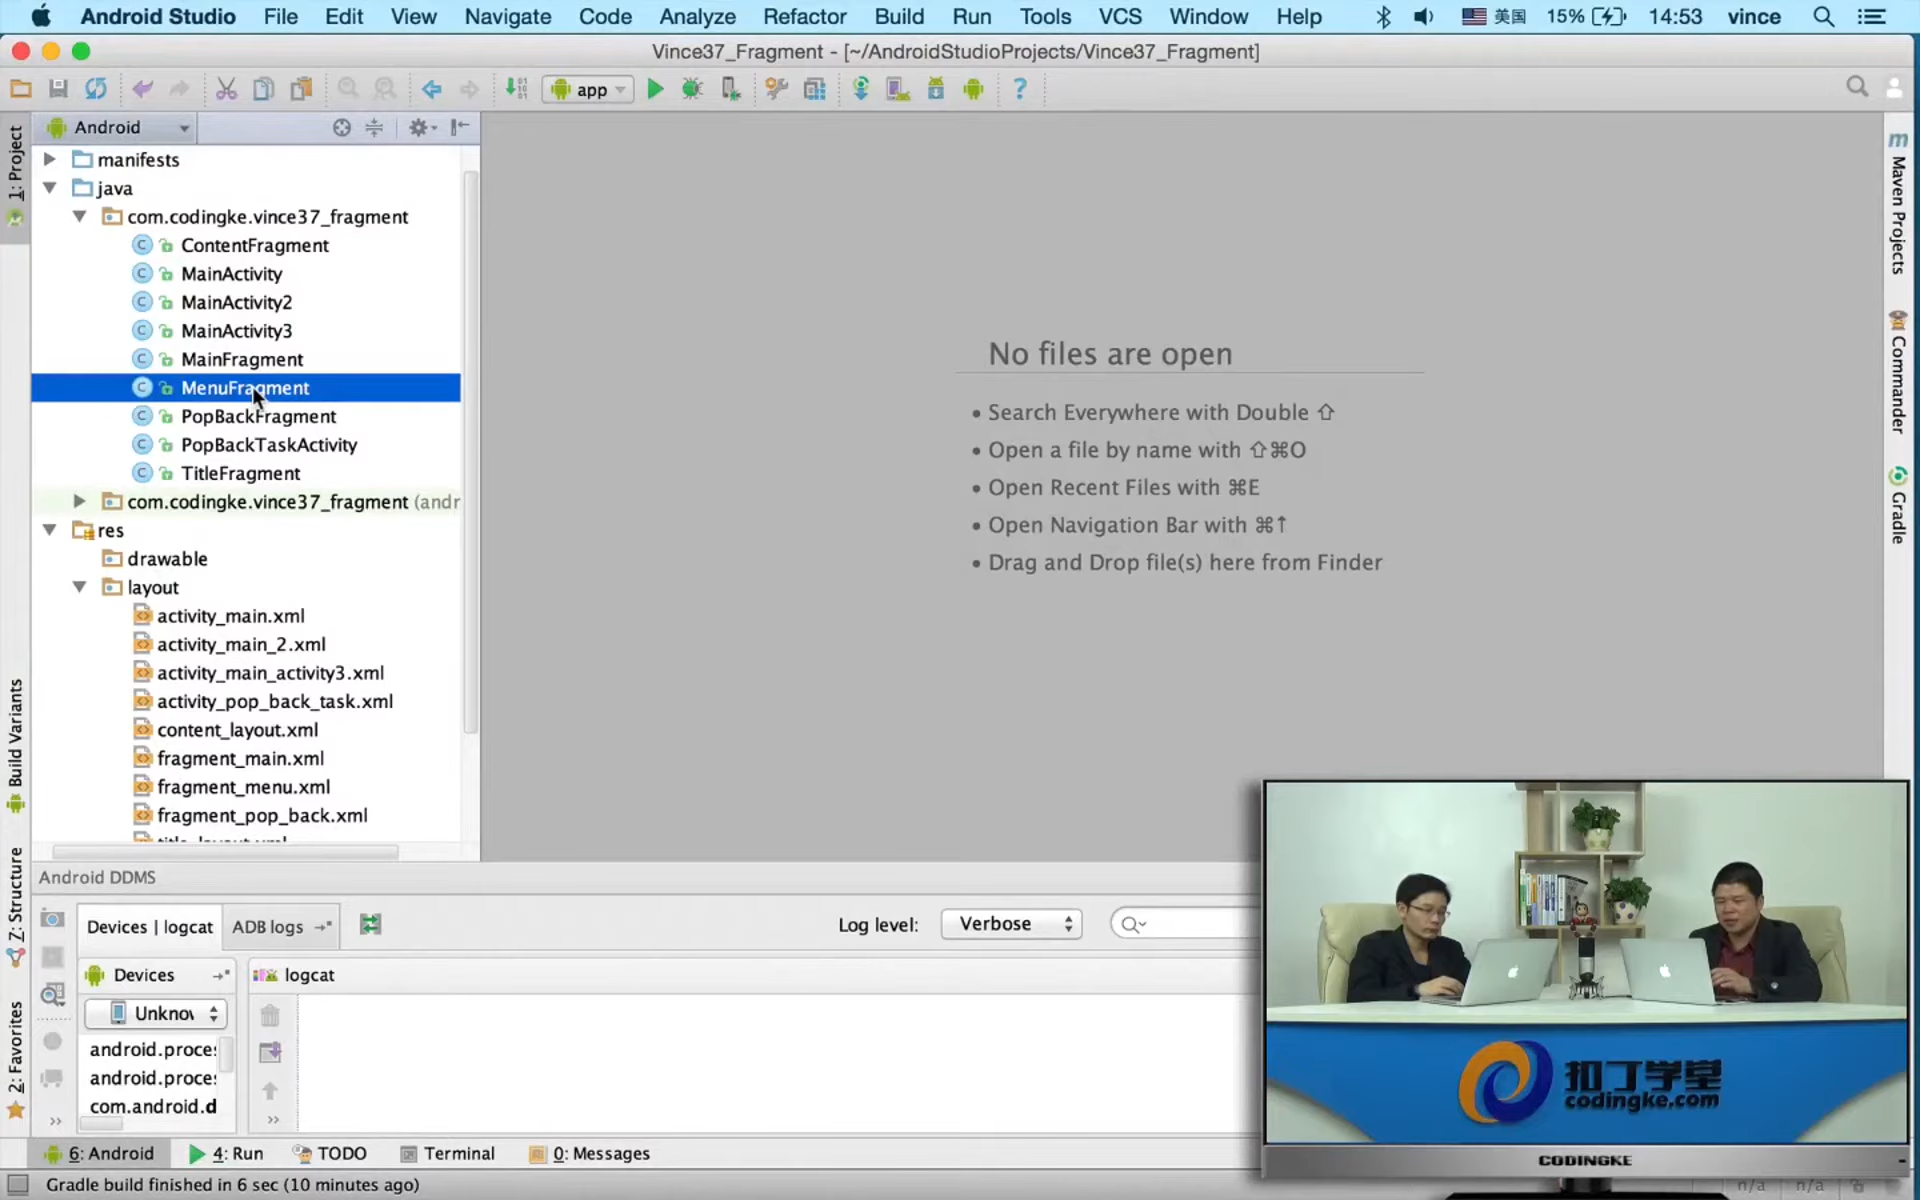 Android Studio File Edit View Navigate Code Analyze Refactor Build Run Tools VCS Window Help 美国 15% 14:53 vince
Vince37_Fragment - [~/AndroidStudioProjects/Vince37_Fragment]
app
Android
manifests
java
com.codingke.vince37_fragment
ContentFragment
MainActivity
MainActivity2
MainActivity3
MainFragment
MenuFragment
PopBackFragment
PopBackTaskActivity
TitleFragment
com.codingke.vince37_fragment (andr
res
drawable
layout
activity_main.xml
activity_main_2.xml
activity_main_activity3.xml
activity_pop_back_task.xml
content_layout.xml
fragment_main.xml
fragment_menu.xml
fragment_pop_back.xml
1: Project
Build Variants
Z: Structure
2: Favorites
No files are open
• Search Everywhere with Double ⇧
• Open a file by name with ⇧⌘O
• Open Recent Files with ⌘E
• Open Navigation Bar with ⌘↑
• Drag and Drop file(s) here from Finder
m Maven Projects
Commander
Gradle
Android DDMS
Devices | logcat ADB logs
Log level: Verbose
Devices logcat
Unknov
android.proce
android.proce
com.android.d
扣丁学堂
codingke.com
CODINGKE
6: Android 4: Run TODO Terminal 0: Messages
Gradle build finished in 6 sec (10 minutes ago) n/a n/a